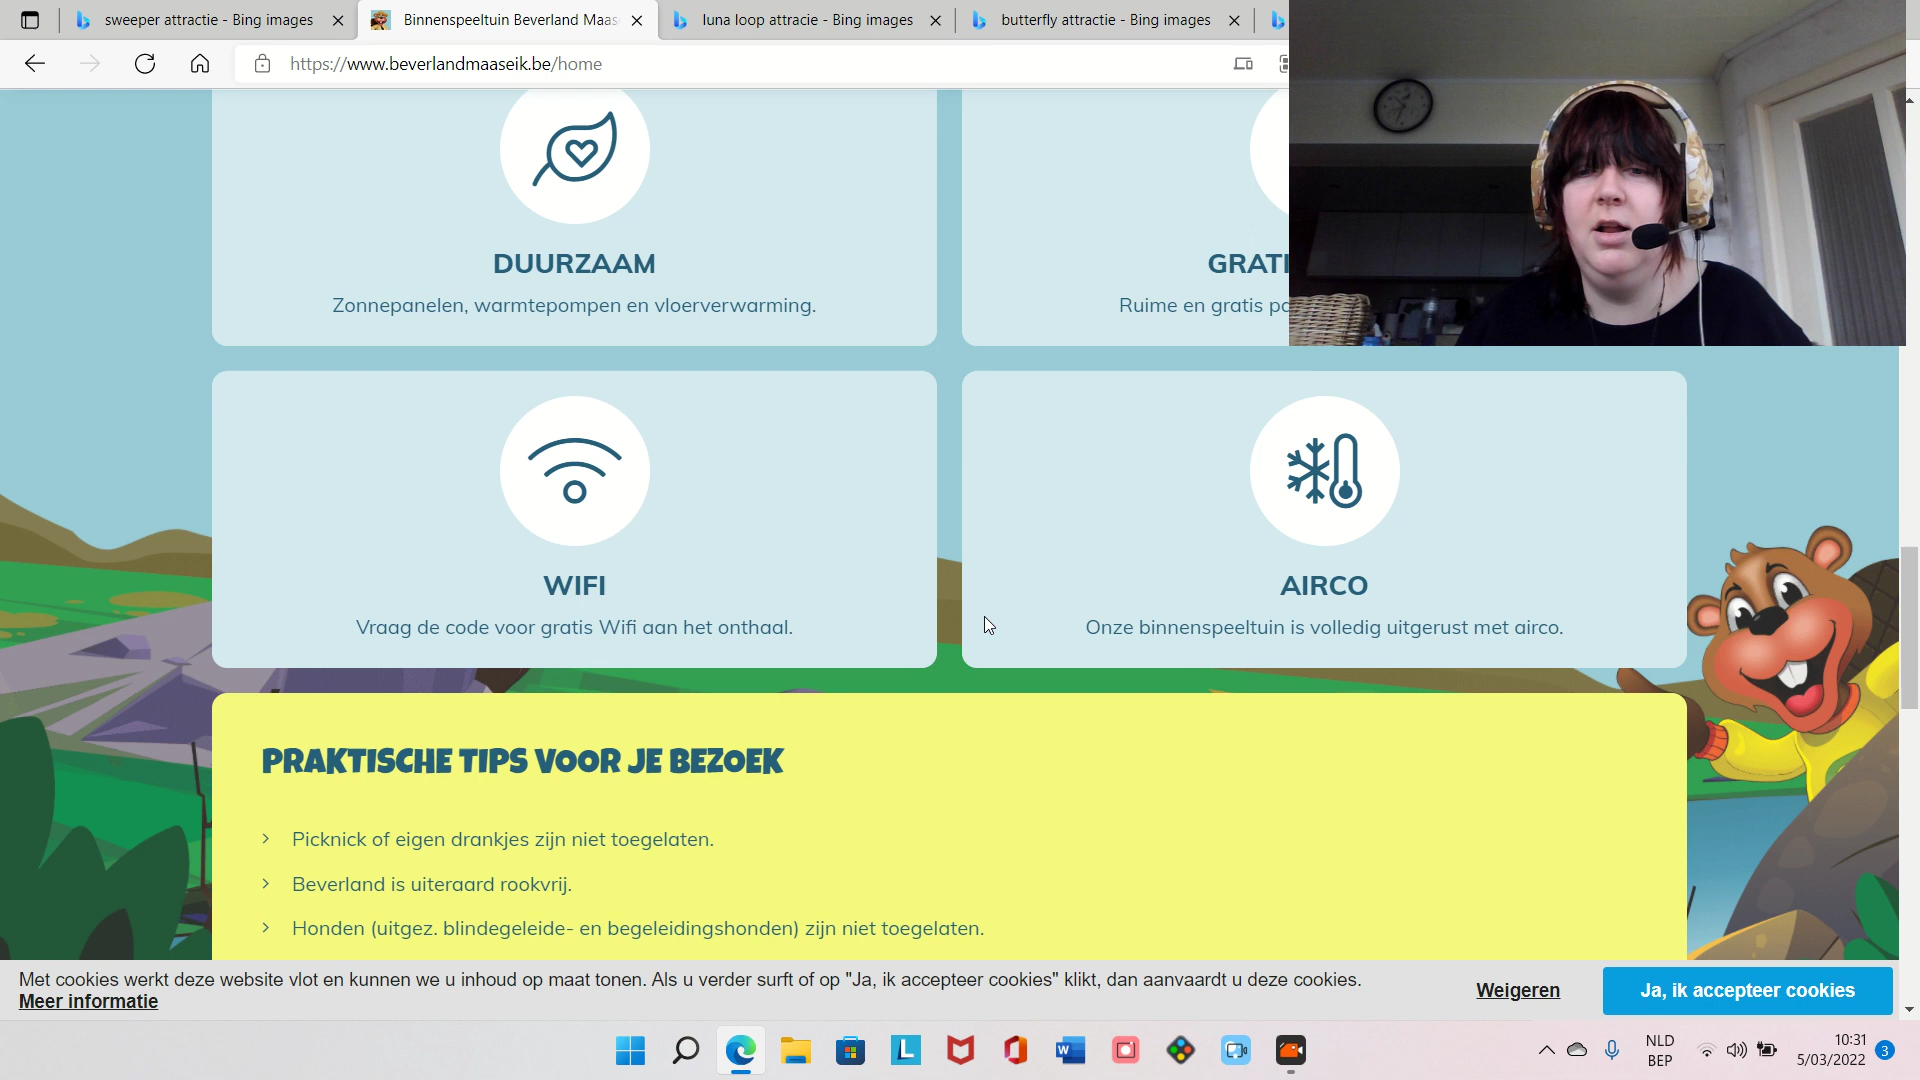 sweeper attractie - Bing images
Binnenspeeltuin Beverland Maas
luna loop attracie - Bing images
butterfly attractie - Bing images
https://www.beverlandmaaseik.be/home
DUURZAAM
Zonnepanelen, warmtepompen en vloerverwarming.
GRATI
Ruime en gratis pa
WIFI
Vraag de code voor gratis Wifi aan het onthaal.
AIRCO
Onze binnenspeeltuin is volledig uitgerust met airco.
PRAKTISCHE TIPS VOOR JE BEZOEK
Picknick of eigen drankjes zijn niet toegelaten.
Beverland is uiteraard rookvrij.
Honden (uitgez. blindegeleide- en begeleidingshonden) zijn niet toegelaten.
Met cookies werkt deze website vlot en kunnen we u inhoud op maat tonen. Als u verder surft of op "Ja, ik accepteer cookies" klikt, dan aanvaardt u deze cookies.
Meer informatie
Weigeren
Ja, ik accepteer cookies
L
W
NLD
BEP
10:31
5/03/2022
3